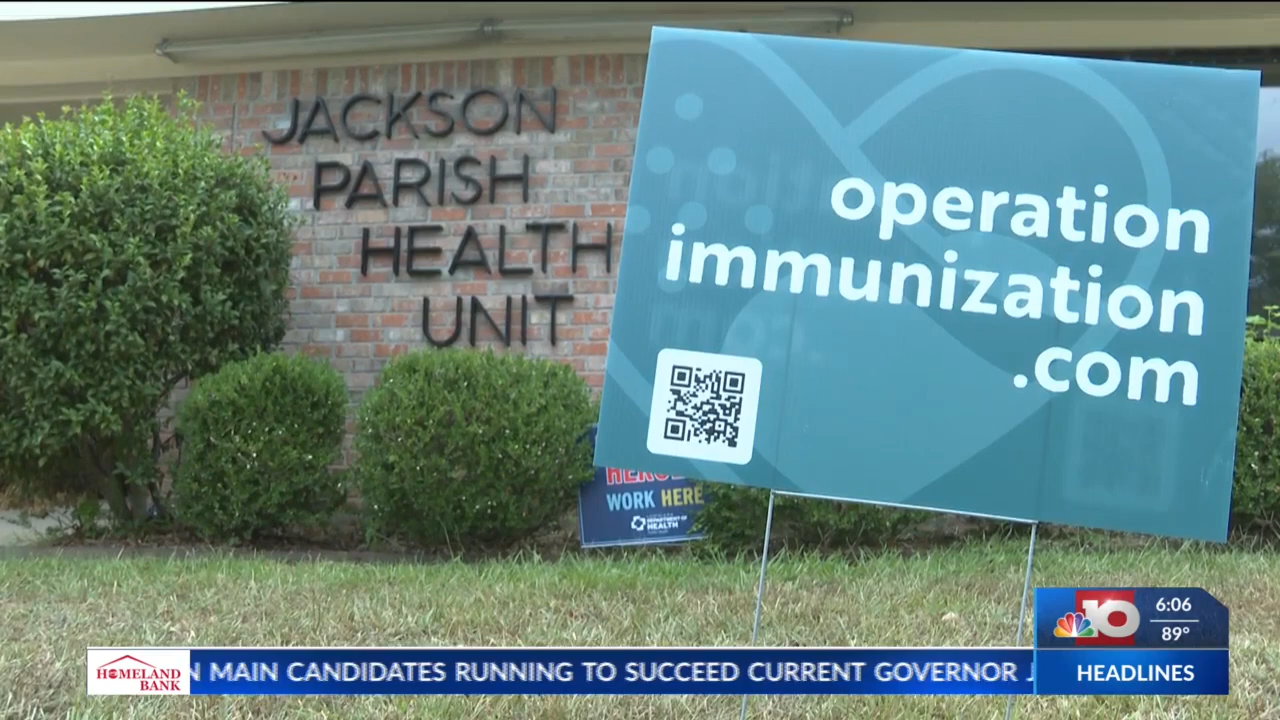 JACKSON
PARISH
HEALTH
UNIT
operation
immunization
.com
WORK HERE
DEPARTMENT OF
HEALTH
10
6:06
89°
HEADLINES
HOMELAND
BANK
N MAIN CANDIDATES RUNNING TO SUCCEED CURRENT GOVERNOR J